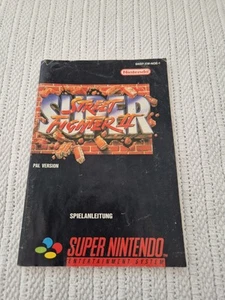 Nintendo
SUPER
STREET
FIGHTER II
PAL VERSION
SPIELANLEITUNG
SUPER NINTENDO
ENTERTAINMENT SYSTEM